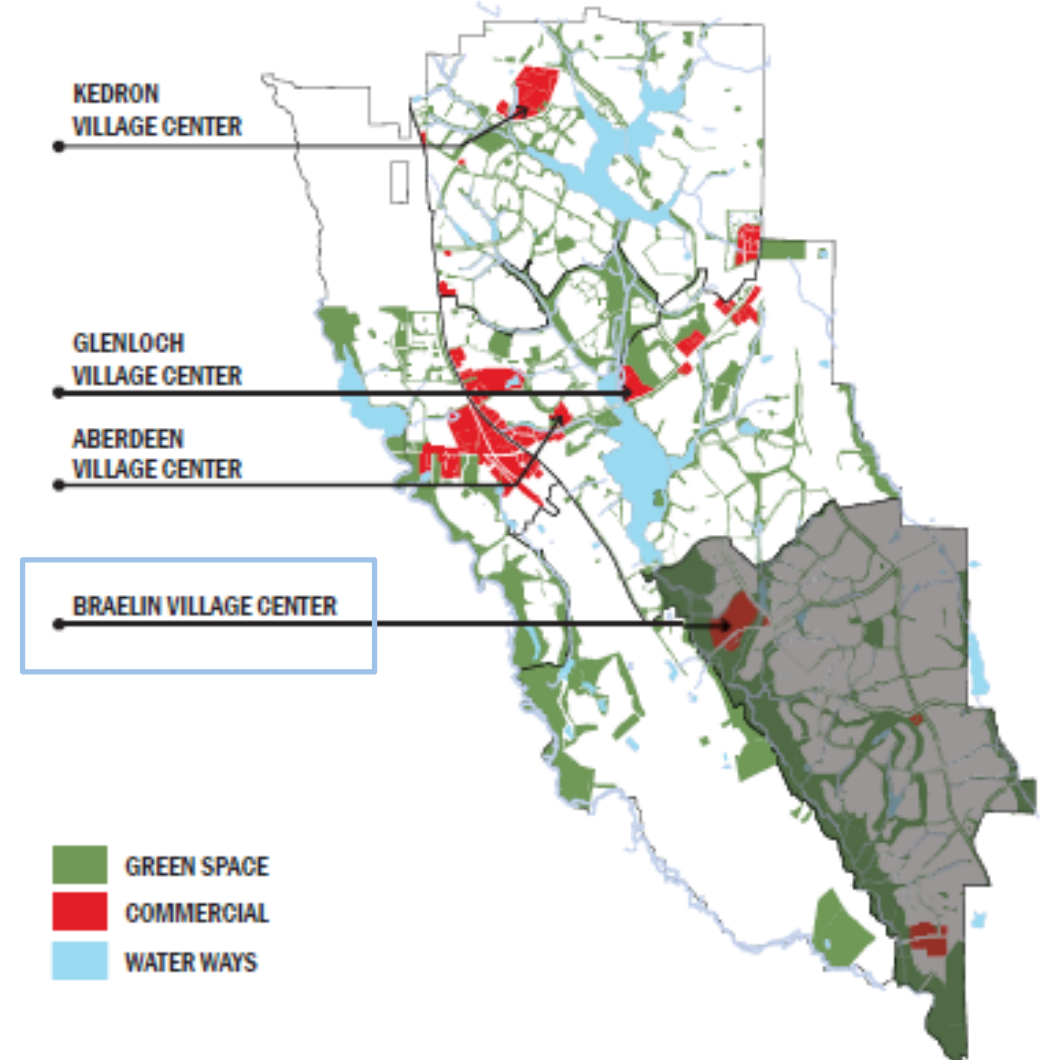 KEDRON
VILLAGE CENTER
GLENLOCH
VILLAGE CENTER
ABERDEEN
VILLAGE CENTER
BRAELIN VILLAGE CENTER
GREEN SPACE
COMMERCIAL
WATER WAYS